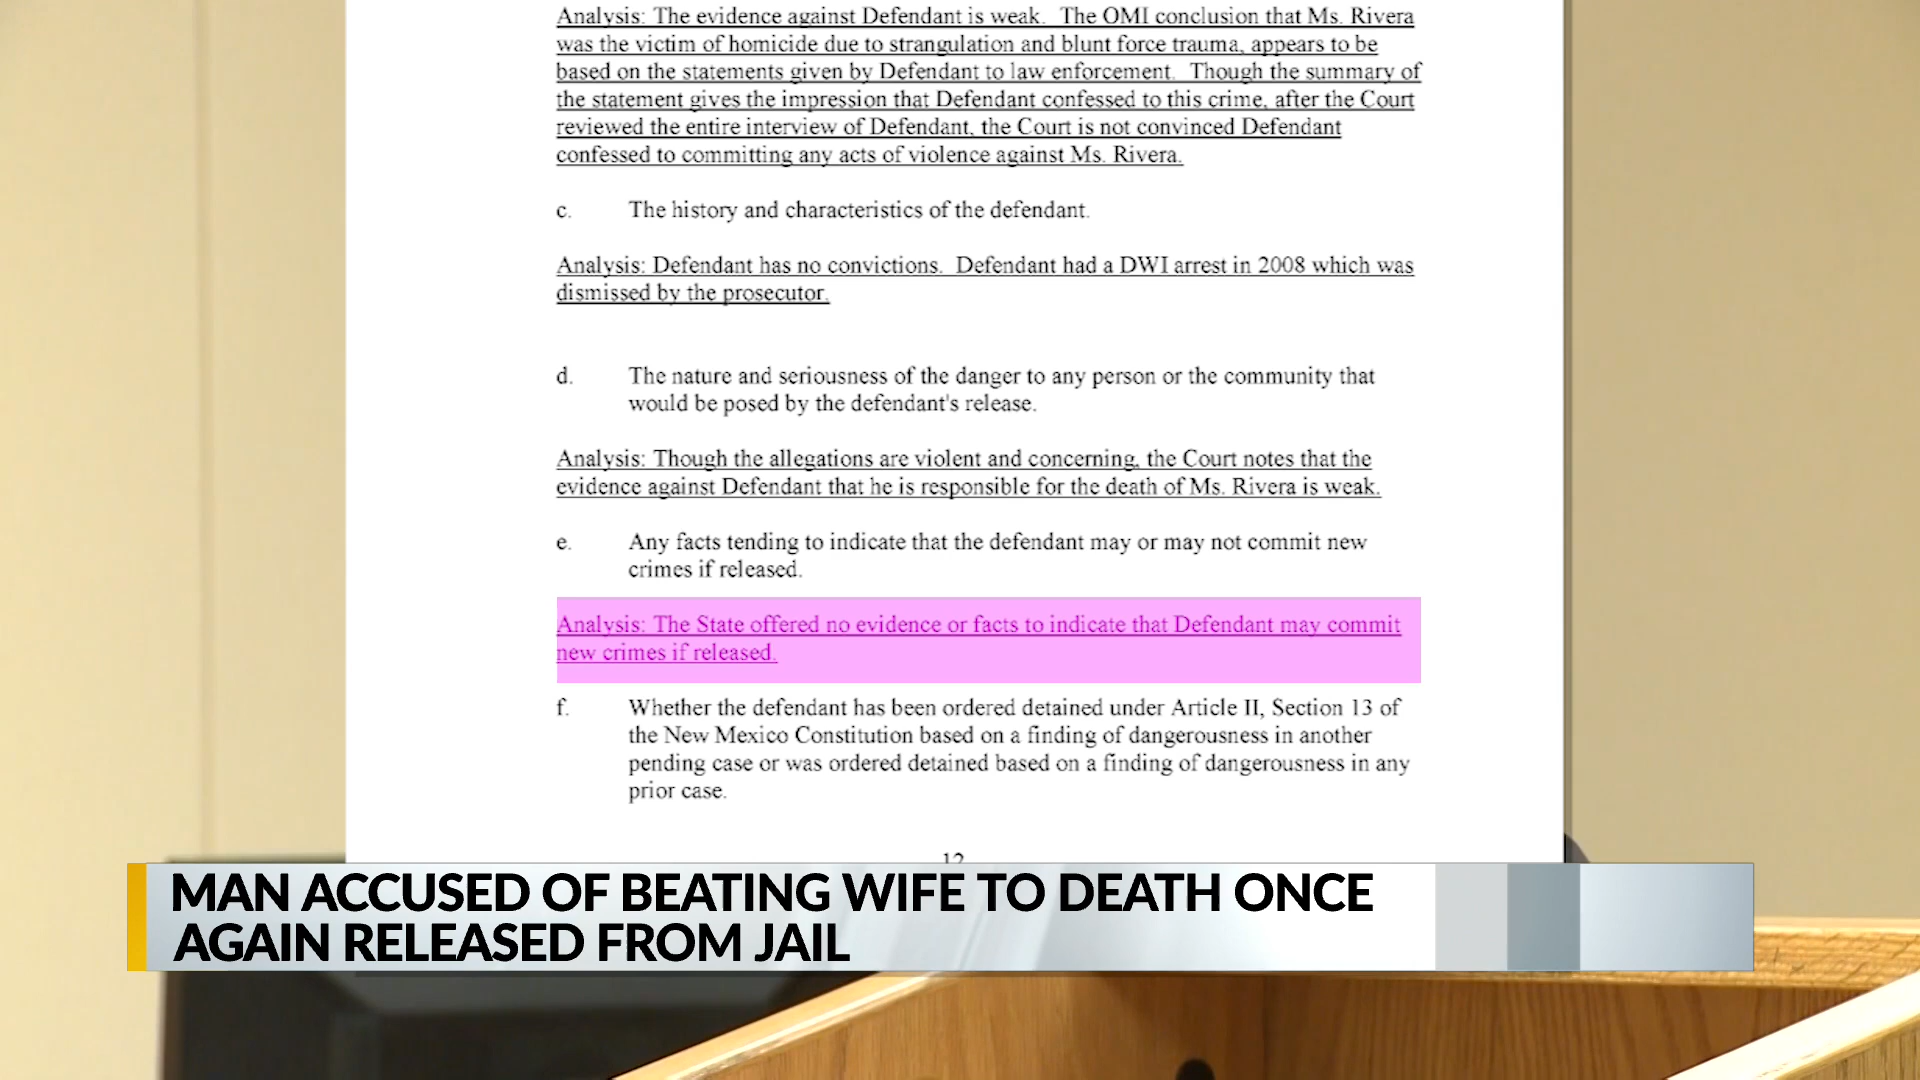 Analysis: The evidence against Defendant is weak. The OMI conclusion that Ms. Rivera
was the victim of homicide due to strangulation and blunt force trauma, appears to be
based on the statements given by Defendant to law enforcement. Though the summary of
the statement gives the impression that Defendant confessed to this crime, after the Court
reviewed the entire interview of Defendant, the Court is not convinced Defendant
confessed to committing any acts of violence against Ms. Rivera.
c. The history and characteristics of the defendant.
Analysis: Defendant has no convictions. Defendant had a DWI arrest in 2008 which was
dismissed by the prosecutor.
d. The nature and seriousness of the danger to any person or the community that
would be posed by the defendant's release.
Analysis: Though the allegations are violent and concerning, the Court notes that the
evidence against Defendant that he is responsible for the death of Ms. Rivera is weak.
e. Any facts tending to indicate that the defendant may or may not commit new
crimes if released.
Analysis: The State offered no evidence or facts to indicate that Defendant may commit
new crimes if released.
f. Whether the defendant has been ordered detained under Article II, Section 13 of
the New Mexico Constitution based on a finding of dangerousness in another
pending case or was ordered detained based on a finding of dangerousness in any
prior case.
12
MAN ACCUSED OF BEATING WIFE TO DEATH ONCE
AGAIN RELEASED FROM JAIL